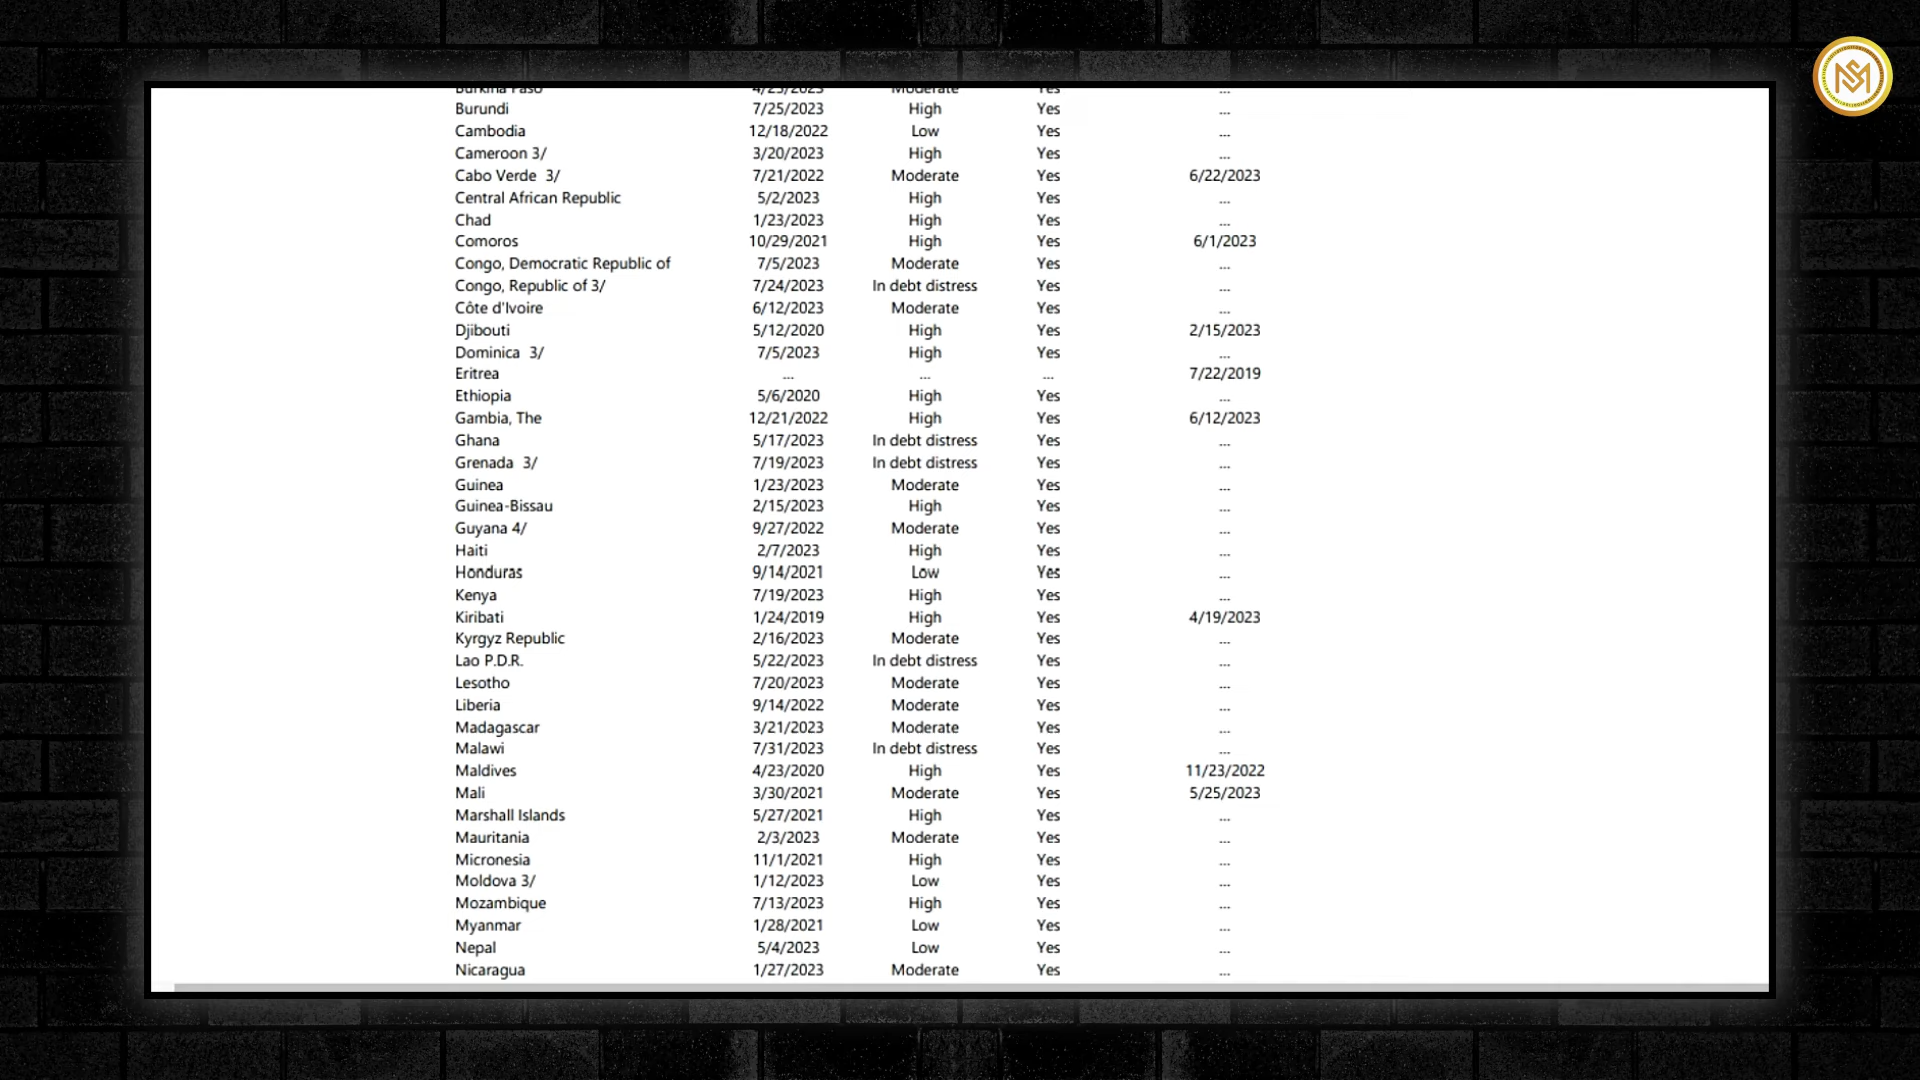 Burkina Faso 4/25/2023 Moderate Yes ...
Burundi 7/25/2023 High Yes ...
Cambodia 12/18/2022 Low Yes ...
Cameroon 3/ 3/20/2023 High Yes ...
Cabo Verde 3/ 7/21/2022 Moderate Yes 6/22/2023
Central African Republic 5/2/2023 High Yes ...
Chad 1/23/2023 High Yes ...
Comoros 10/29/2021 High Yes 6/1/2023
Congo, Democratic Republic of 7/5/2023 Moderate Yes ...
Congo, Republic of 3/ 7/24/2023 In debt distress Yes ...
Côte d'Ivoire 6/12/2023 Moderate Yes ...
Djibouti 5/12/2020 High Yes 2/15/2023
Dominica 3/ 7/5/2023 High Yes ...
Eritrea ... ... ... 7/22/2019
Ethiopia 5/6/2020 High Yes ...
Gambia, The 12/21/2022 High Yes 6/12/2023
Ghana 5/17/2023 In debt distress Yes ...
Grenada 3/ 7/19/2023 In debt distress Yes ...
Guinea 1/23/2023 Moderate Yes ...
Guinea-Bissau 2/15/2023 High Yes ...
Guyana 4/ 9/27/2022 Moderate Yes ...
Haiti 2/7/2023 High Yes ...
Honduras 9/14/2021 Low Yes ...
Kenya 7/19/2023 High Yes ...
Kiribati 1/24/2019 High Yes 4/19/2023
Kyrgyz Republic 2/16/2023 Moderate Yes ...
Lao P.D.R. 5/22/2023 In debt distress Yes ...
Lesotho 7/20/2023 Moderate Yes ...
Liberia 9/14/2022 Moderate Yes ...
Madagascar 3/21/2023 Moderate Yes ...
Malawi 7/31/2023 In debt distress Yes ...
Maldives 4/23/2020 High Yes 11/23/2022
Mali 3/30/2021 Moderate Yes 5/25/2023
Marshall Islands 5/27/2021 High Yes ...
Mauritania 2/3/2023 Moderate Yes ...
Micronesia 11/1/2021 High Yes ...
Moldova 3/ 1/12/2023 Low Yes ...
Mozambique 7/13/2023 High Yes ...
Myanmar 1/28/2021 Low Yes ...
Nepal 5/4/2023 Low Yes ...
Nicaragua 1/27/2023 Moderate Yes ...